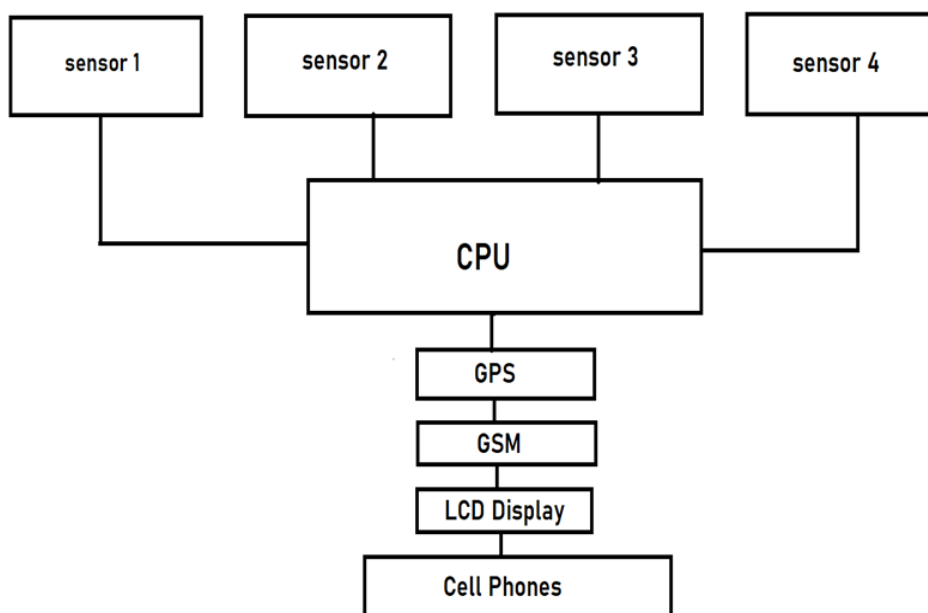 sensor 1
sensor 2
sensor 3
sensor 4
CPU
GPS
GSM
LCD Display
Cell Phones